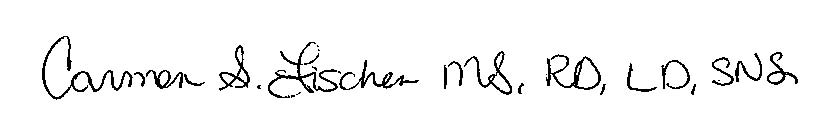 Carmen S. Fischer MS, RD, LD, SNS